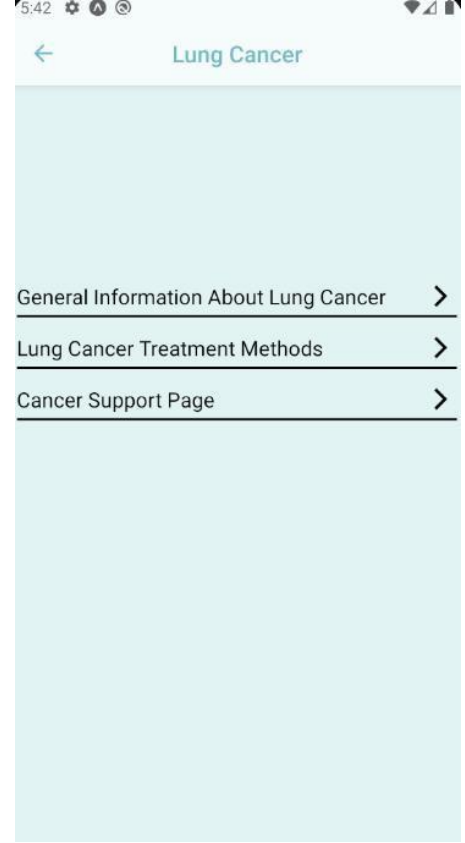 5:42
Lung Cancer
General Information About Lung Cancer
Lung Cancer Treatment Methods
Cancer Support Page